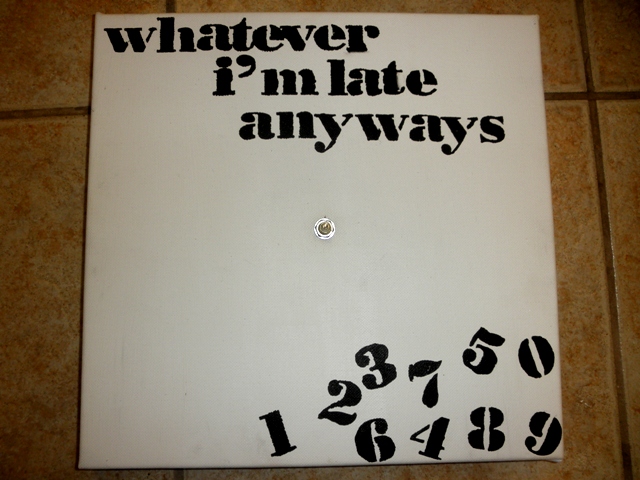 whatever
i'm late
anyways
3 7 5 0
1 2 6 4 8 9